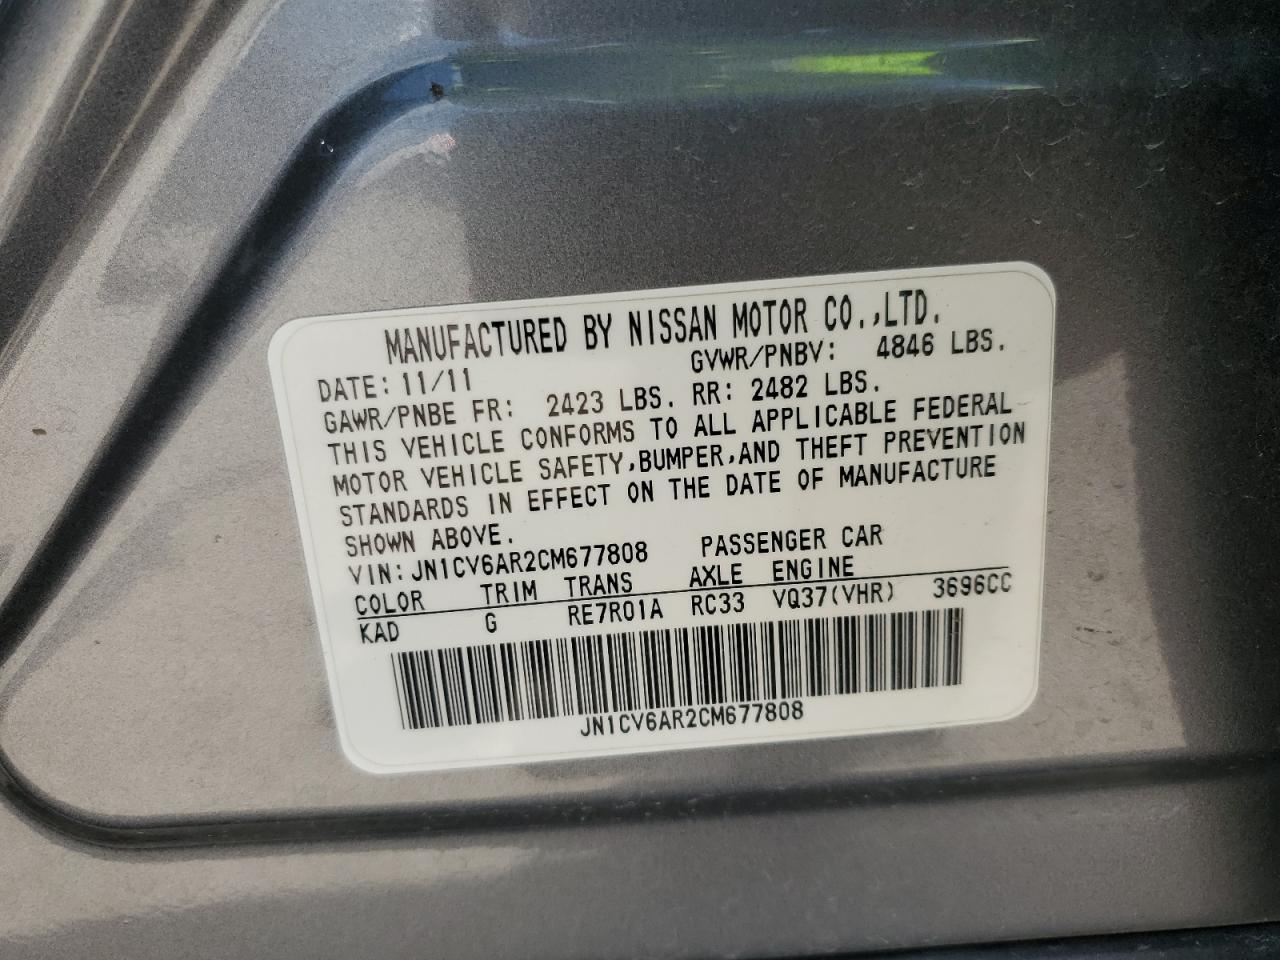 MANUFACTURED BY NISSAN MOTOR CO.,LTD.
DATE: 11/11 GVWR/PNBV: 4846 LBS.
GAWR/PNBE FR: 2423 LBS. RR: 2482 LBS.
THIS VEHICLE CONFORMS TO ALL APPLICABLE FEDERAL
MOTOR VEHICLE SAFETY,BUMPER,AND THEFT PREVENTION
STANDARDS IN EFFECT ON THE DATE OF MANUFACTURE
SHOWN ABOVE.
VIN: JN1CV6AR2CM677808 PASSENGER CAR
COLOR TRIM TRANS AXLE ENGINE
KAD G RE7R01A RC33 VQ37(VHR) 3696CC
JN1CV6AR2CM677808